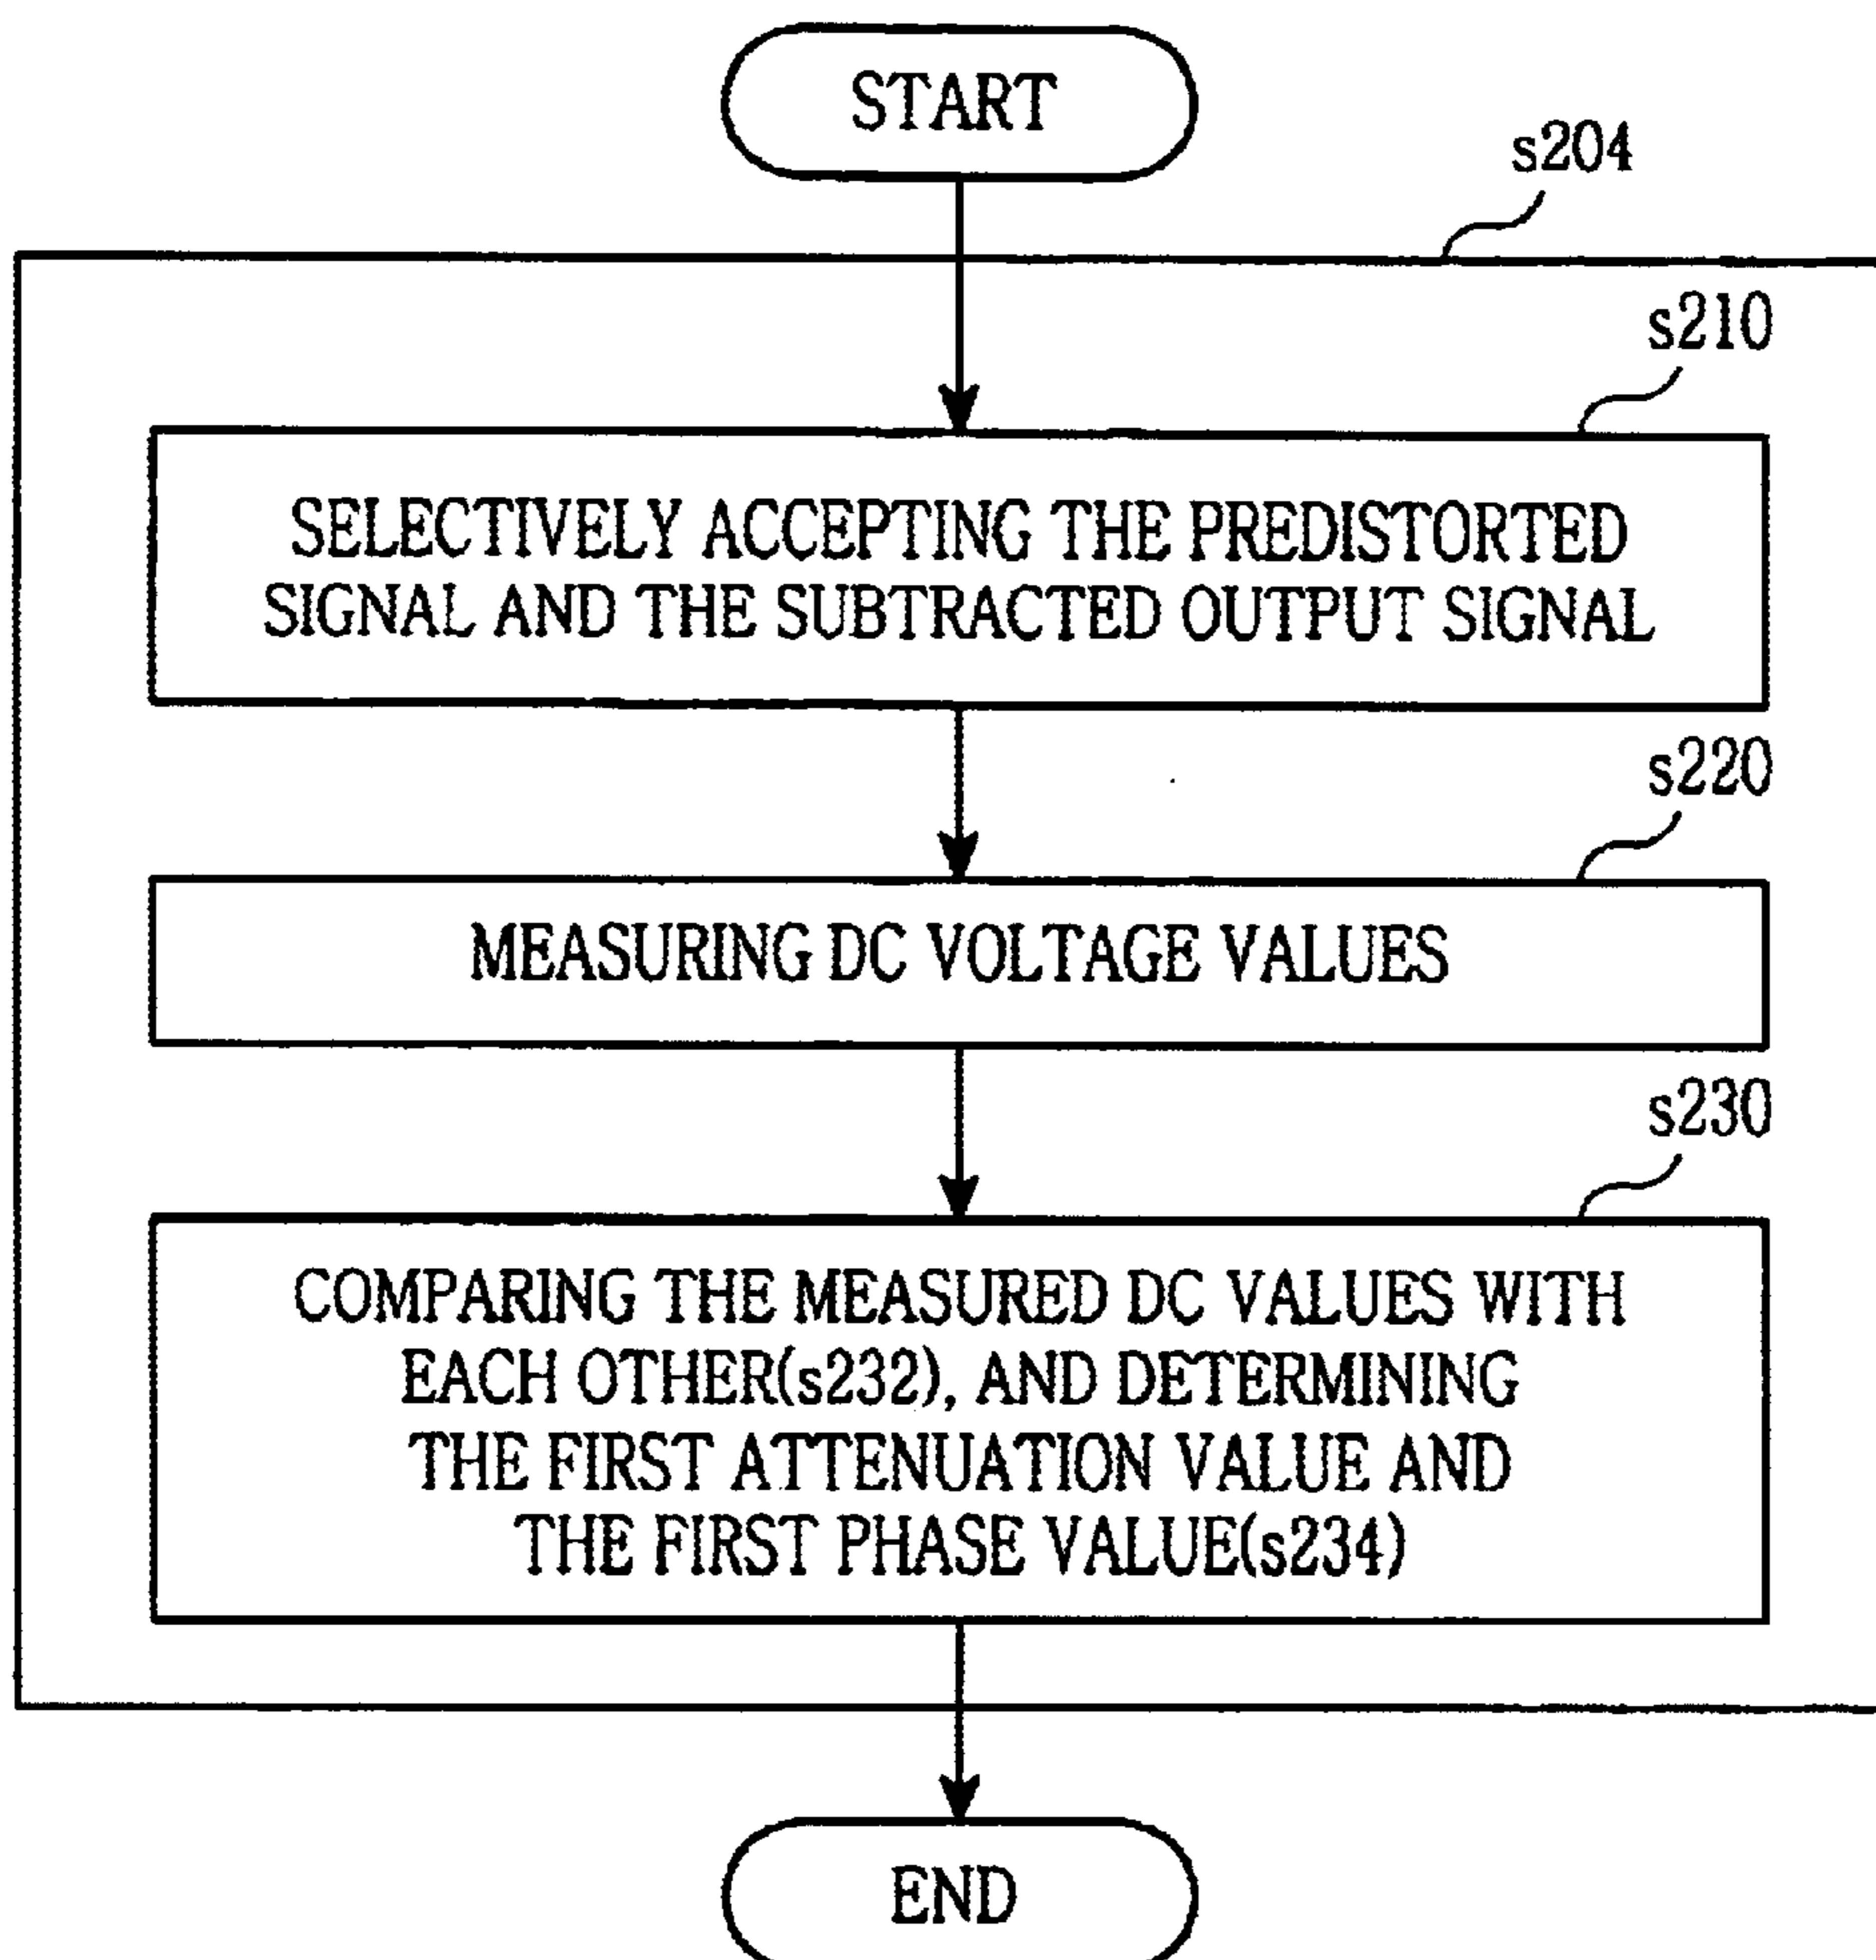 START
s204
s210
SELECTIVELY ACCEPTING THE PREDISTORTED
SIGNAL AND THE SUBTRACTED OUTPUT SIGNAL
s220
MEASURING DC VOLTAGE VALUES
s230
COMPARING THE MEASURED DC VALUES WITH
EACH OTHER(s232), AND DETERMINING
THE FIRST ATTENUATION VALUE AND
THE FIRST PHASE VALUE(s234)
END